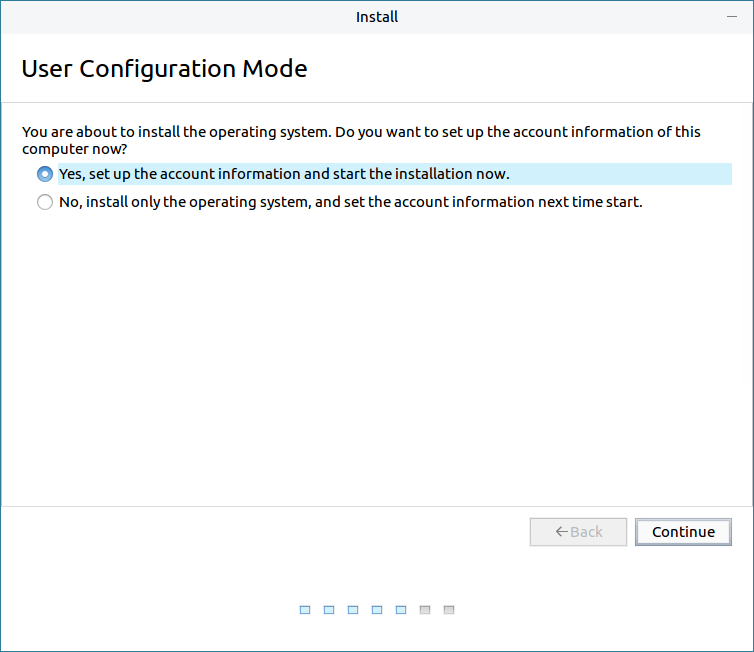 Install
User Configuration Mode
You are about to install the operating system. Do you want to set up the account information of this
computer now?
Yes, set up the account information and start the installation now.
No, install only the operating system, and set the account information next time start.
←Back
Continue